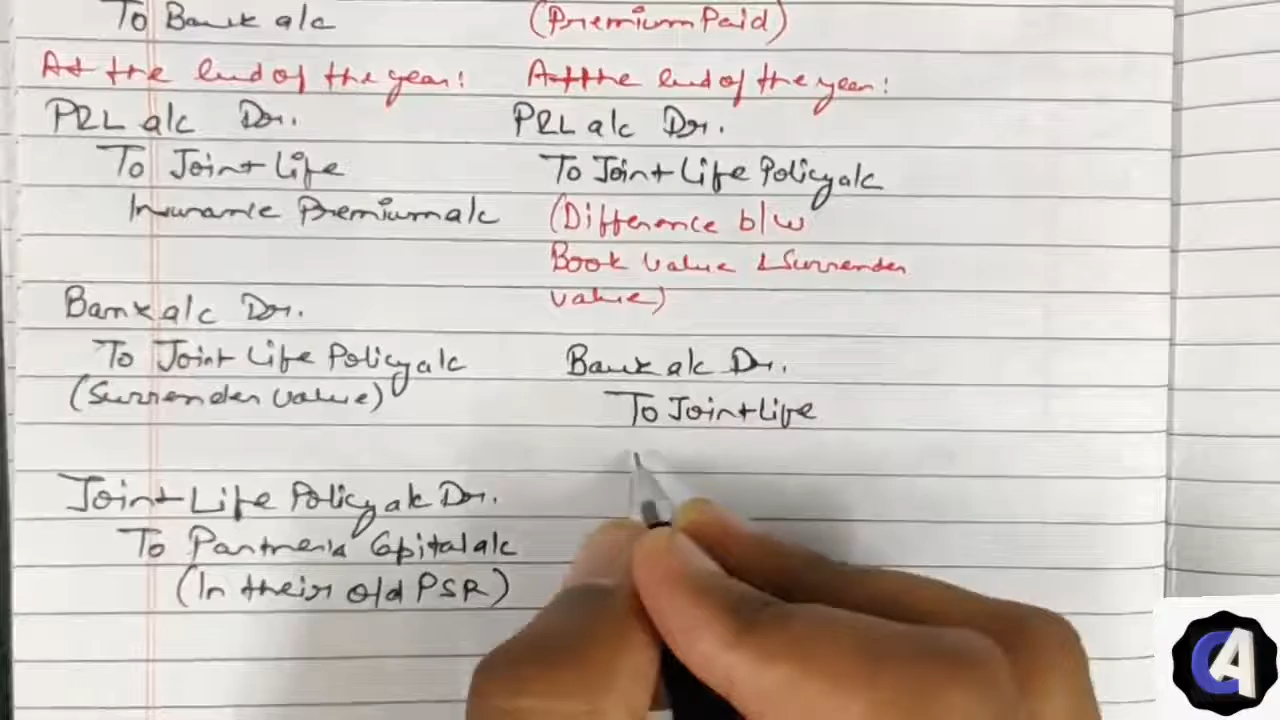 To Bank a/c
At the end of the year:
P&L a/c Dr.
To Joint Life
Insurance Premium a/c
Bank a/c Dr.
To Joint Life Policy a/c
(Surrender value)
Joint Life Policy a/c Dr.
To Partners Capital a/c
(In their old PSR)
(Premium Paid)
At the end of the year:
P&L a/c Dr.
To Joint Life Policy a/c
(Difference b/w
Book value & Surrender
value)
Bank a/c Dr.
To Joint Life
CA